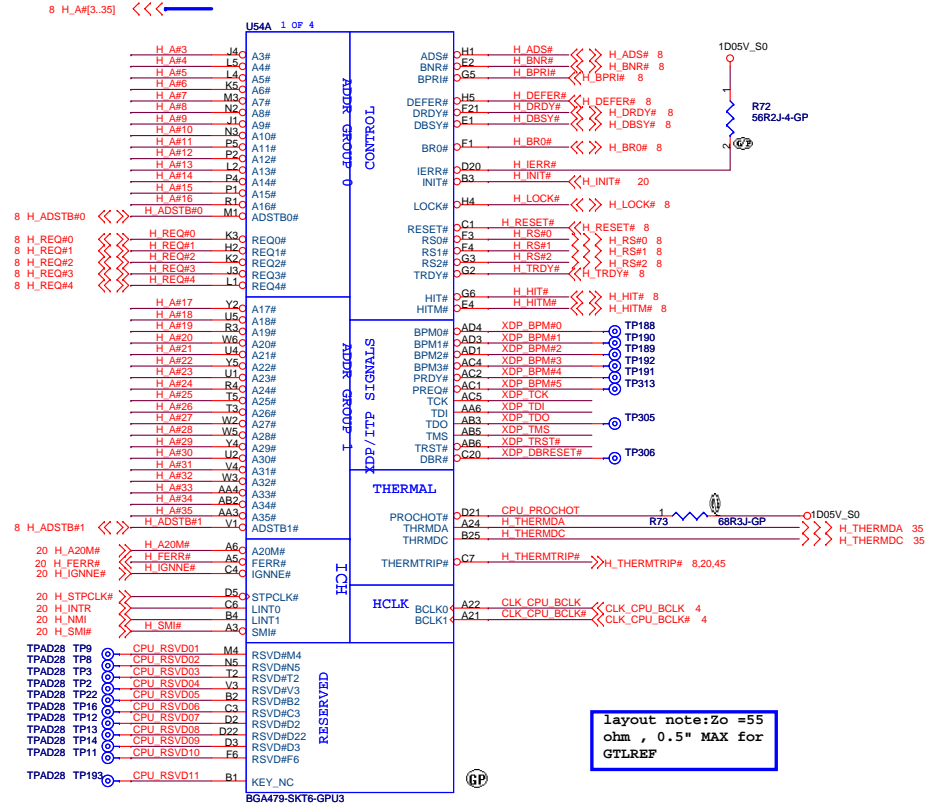 8 H_A#[3..35]
U54A 1 OF 4
H_A#3 J4 A3#
H_A#4 L5 A4#
H_A#5 L4 A5#
H_A#6 K5 A6#
H_A#7 M3 A7#
H_A#8 N2 A8#
H_A#9 J1 A9#
H_A#10 N3 A10#
H_A#11 P5 A11#
H_A#12 P2 A12#
H_A#13 L2 A13#
H_A#14 P4 A14#
H_A#15 P1 A15#
H_A#16 R1 A16#
8 H_ADSTB#0 H_ADSTB#0 M1 ADSTB0#
8 H_REQ#0 H_REQ#0 K3 REQ0#
8 H_REQ#1 H_REQ#1 H2 REQ1#
8 H_REQ#2 H_REQ#2 K2 REQ2#
8 H_REQ#3 H_REQ#3 J3 REQ3#
8 H_REQ#4 H_REQ#4 L1 REQ4#
ADDR GROUP 0
H_A#17 Y2 A17#
H_A#18 U5 A18#
H_A#19 R3 A19#
H_A#20 W6 A20#
H_A#21 U4 A21#
H_A#22 Y5 A22#
H_A#23 U1 A23#
H_A#24 R4 A24#
H_A#25 T5 A25#
H_A#26 T3 A26#
H_A#27 W2 A27#
H_A#28 W5 A28#
H_A#29 Y4 A29#
H_A#30 U2 A30#
H_A#31 V4 A31#
H_A#32 W3 A32#
H_A#33 AA4 A33#
H_A#34 AB2 A34#
H_A#35 AA3 A35#
8 H_ADSTB#1 H_ADSTB#1 V1 ADSTB1#
ADDR GROUP 1
20 H_A20M# H_A20M# A6 A20M#
20 H_FERR# H_FERR# A5 FERR#
20 H_IGNNE# H_IGNNE# C4 IGNNE#
20 H_STPCLK# D5 STPCLK#
20 H_INTR C6 LINT0
20 H_NMI B4 LINT1
20 H_SMI# H_SMI# A3 SMI#
ICH
TPAD28 TP9 CPU_RSVD01 M4 RSVD#M4
TPAD28 TP8 CPU_RSVD02 N5 RSVD#N5
TPAD28 TP3 CPU_RSVD03 T2 RSVD#T2
TPAD28 TP2 CPU_RSVD04 V3 RSVD#V3
TPAD28 TP22 CPU_RSVD05 B2 RSVD#B2
TPAD28 TP16 CPU_RSVD06 C3 RSVD#C3
TPAD28 TP12 CPU_RSVD07 D2 RSVD#D2
TPAD28 TP13 CPU_RSVD08 D22 RSVD#D22
TPAD28 TP14 CPU_RSVD09 D3 RSVD#D3
TPAD28 TP11 CPU_RSVD10 F6 RSVD#F6
TPAD28 TP193 CPU_RSVD11 B1 KEY_NC
RESERVED
BGA479-SKT6-GPU3
CONTROL
ADS# H1 H_ADS# H_ADS# 8
BNR# E2 H_BNR# H_BNR# 8
BPRI# G5 H_BPRI# H_BPRI# 8
DEFER# H5 H_DEFER# H_DEFER# 8
DRDY# F21 H_DRDY# H_DRDY# 8
DBSY# E1 H_DBSY# H_DBSY# 8
BR0# F1 H_BR0# H_BR0# 8
IERR# D20 H_IERR#
INIT# B3 H_INIT# H_INIT# 20
LOCK# H4 H_LOCK# H_LOCK# 8
RESET# C1 H_RESET# H_RESET# 8
RS0# F3 H_RS#0 H_RS#0 8
RS1# F4 H_RS#1 H_RS#1 8
RS2# G3 H_RS#2 H_RS#2 8
TRDY# G2 H_TRDY# H_TRDY# 8
HIT# G6 H_HIT# H_HIT# 8
HITM# E4 H_HITM# H_HITM# 8
1D05V_S0
1
R72
56R2J-4-GP
2 GP
XDP/ITP SIGNALS
BPM0# AD4 XDP_BPM#0 TP188
BPM1# AD3 XDP_BPM#1 TP190
BPM2# AD1 XDP_BPM#2 TP189
BPM3# AC4 XDP_BPM#3 TP192
PRDY# AC2 XDP_BPM#4 TP191
PREQ# AC1 XDP_BPM#5 TP313
TCK AC5 XDP_TCK
TDI AA6 XDP_TDI
TDO AB3 XDP_TDO TP305
TMS AB5 XDP_TMS
TRST# AB6 XDP_TRST#
DBR# C20 XDP_DBRESET# TP306
THERMAL
PROCHOT# D21 CPU_PROCHOT 1 R73 68R3J-GP 1D05V_S0
THRMDA A24 H_THERMDA H_THERMDA 35
THRMDC B25 H_THERMDC H_THERMDC 35
THERMTRIP# C7 H_THERMTRIP# H_THERMTRIP# 8,20,45
HCLK
BCLK0 A22 CLK_CPU_BCLK CLK_CPU_BCLK 4
BCLK1 A21 CLK_CPU_BCLK# CLK_CPU_BCLK# 4
layout note:Zo =55
ohm , 0.5" MAX for
GTLREF
GP